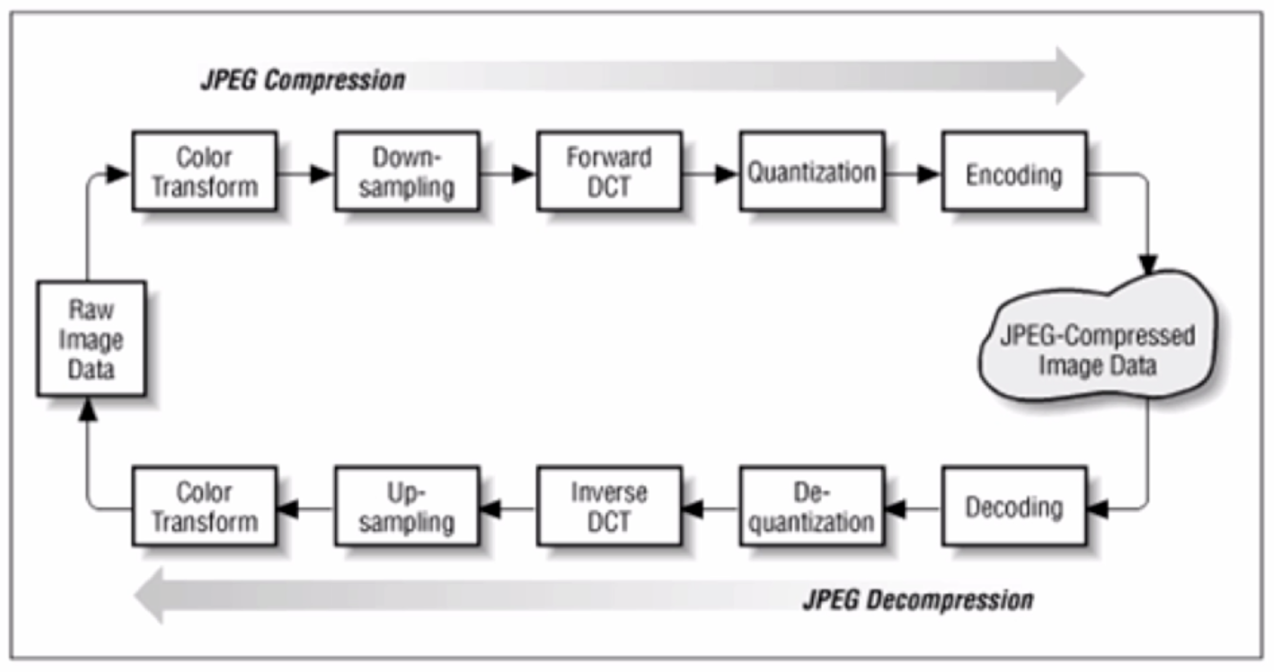 JPEG Compression
Color
Transform
Down-
sampling
Forward
DCT
Quantization
Encoding
Raw
Image
Data
JPEG-Compressed
Image Data
Color
Transform
Up-
sampling
Inverse
DCT
De-
quantization
Decoding
JPEG Decompression